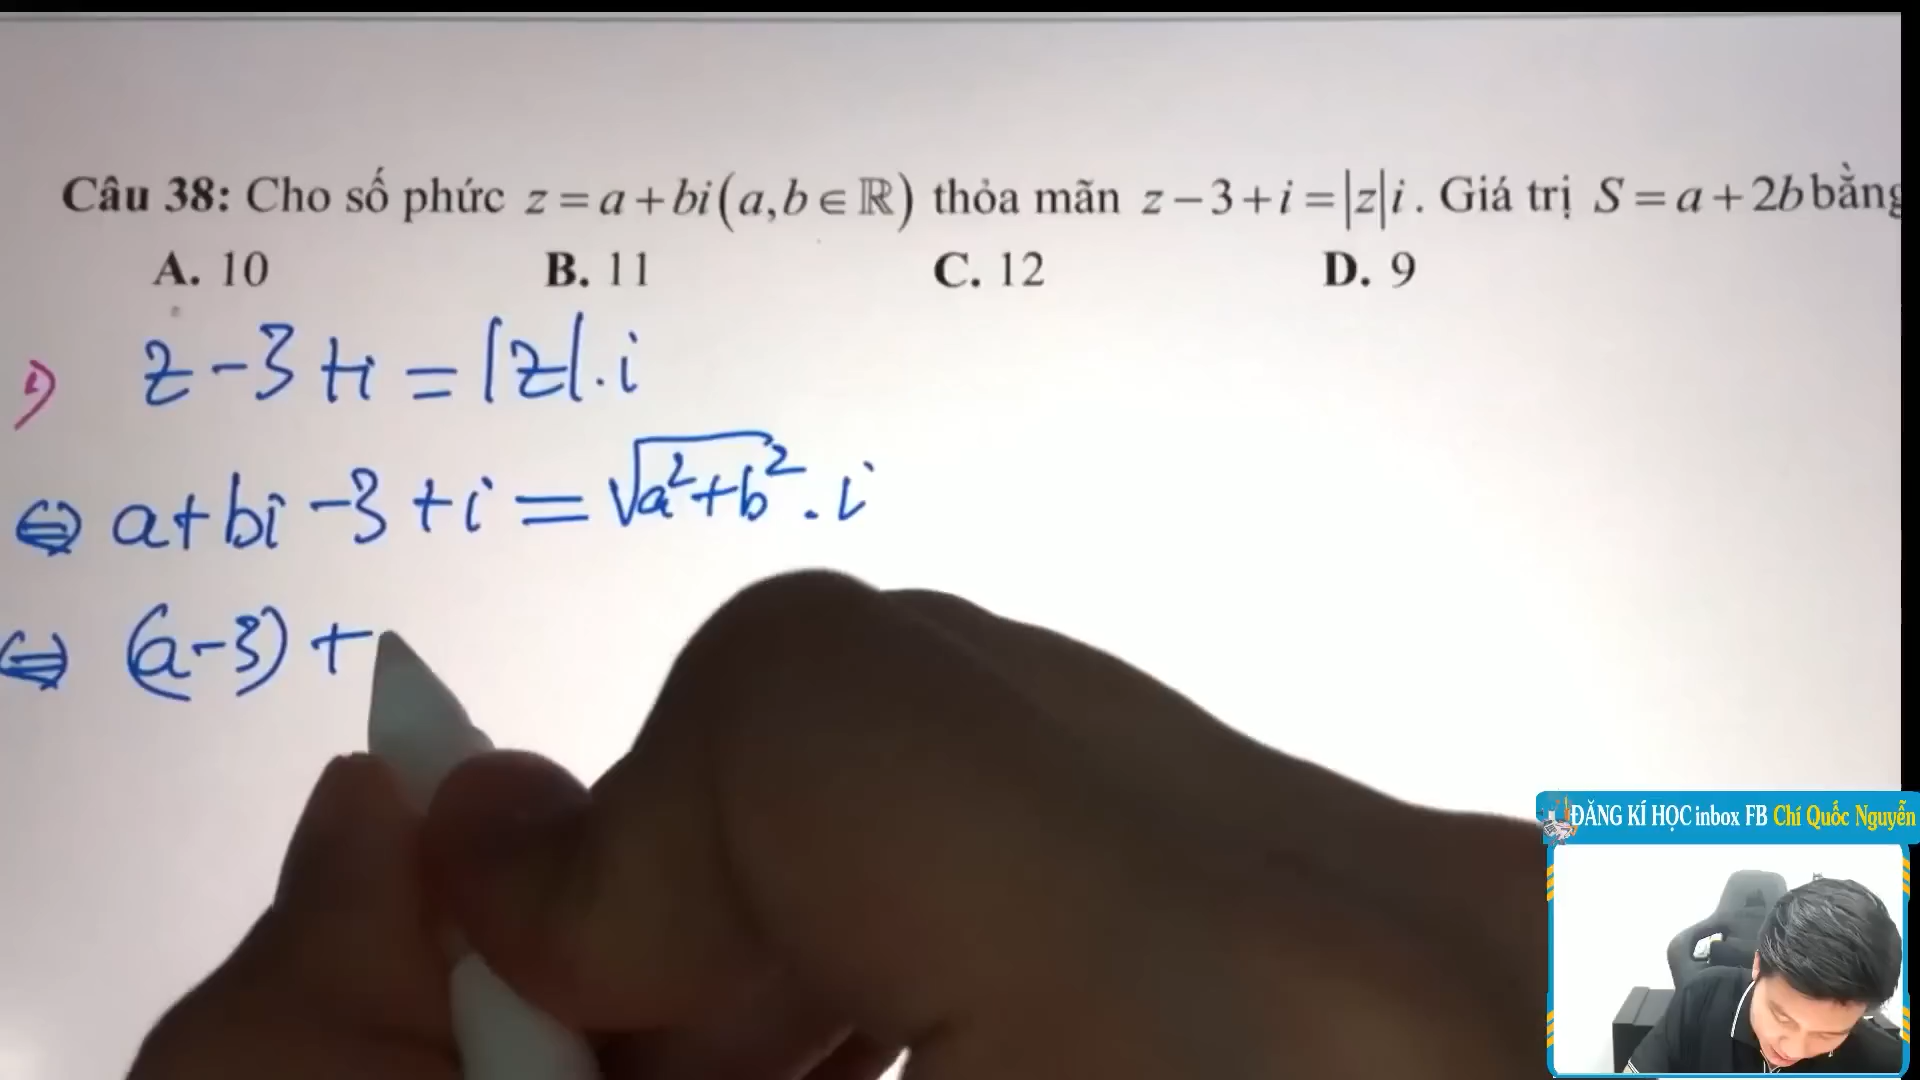 Câu 38: Cho số phức z = a + bi (a, b ∈ ℝ) thỏa mãn z − 3 + i = |z|i. Giá trị S = a + 2b bằng
A. 10 B. 11 C. 12 D. 9
1) z − 3 + i = |z|. i
⇔ a + bi − 3 + i = √(a² + b²) . i
⇔ (a − 3) +
ĐĂNG KÍ HỌC inbox FB Chí Quốc Nguyễn